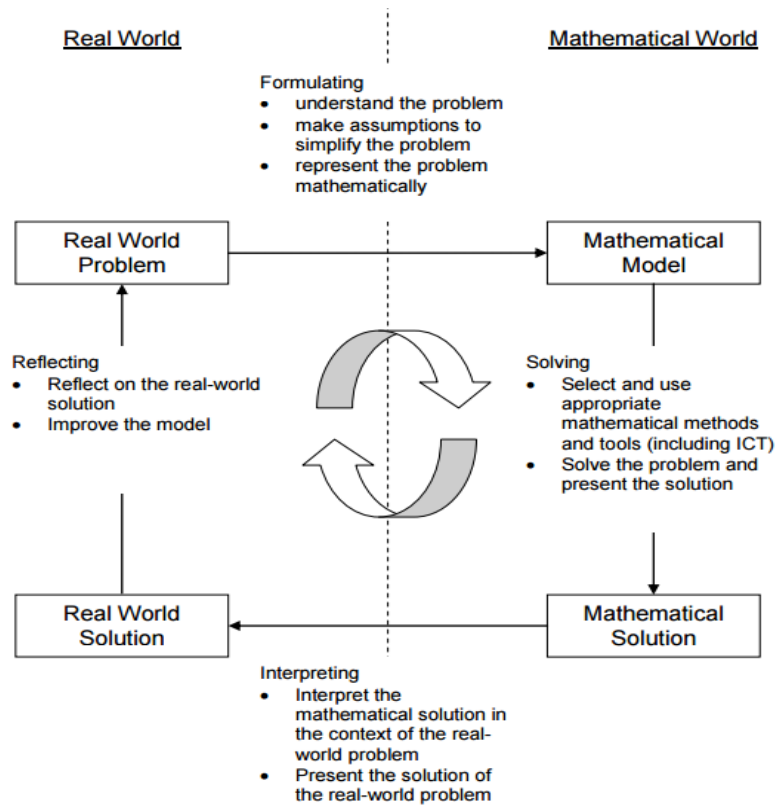 Real World
Mathematical World
Formulating
• understand the problem
• make assumptions to
simplify the problem
• represent the problem
mathematically
Real World
Problem
Mathematical
Model
Reflecting
• Reflect on the real-world
solution
• Improve the model
Solving
• Select and use
appropriate
mathematical methods
and tools (including ICT)
• Solve the problem and
present the solution
Real World
Solution
Mathematical
Solution
Interpreting
• Interpret the
mathematical solution in
the context of the real-
world problem
• Present the solution of
the real-world problem